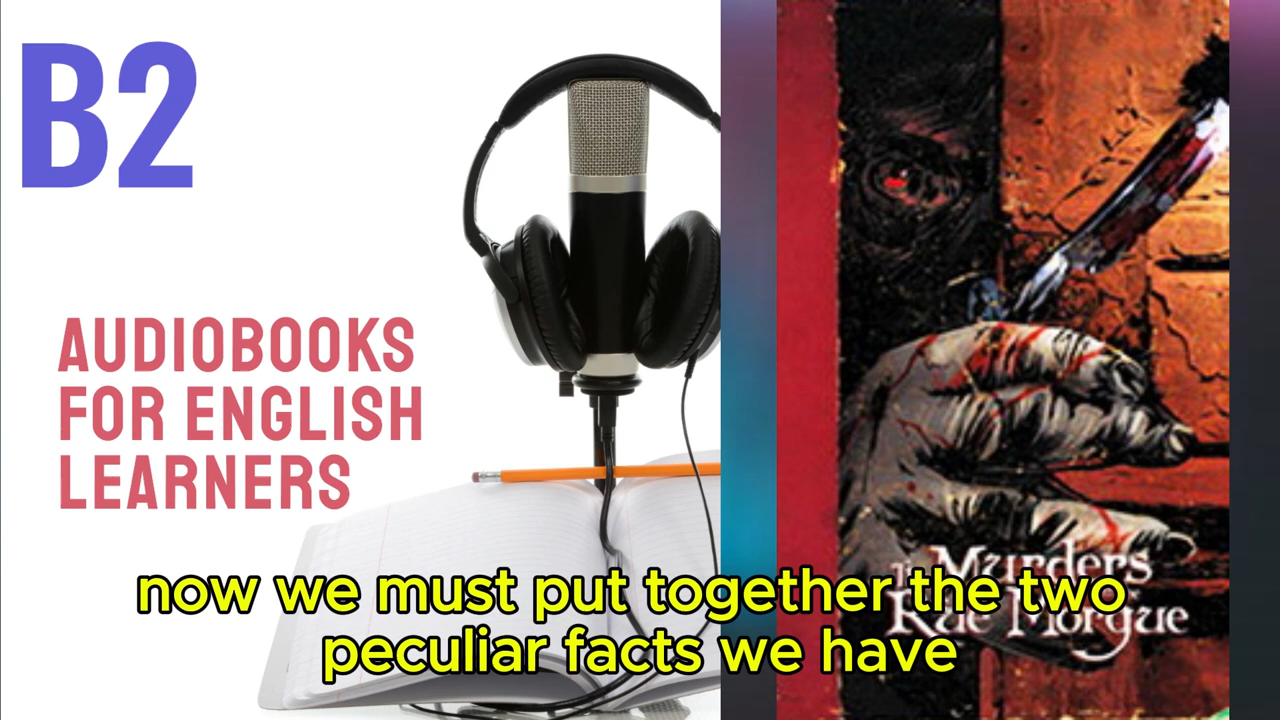 B2
AUDIOBOOKS
FOR ENGLISH
LEARNERS
The Murders
Rue Morgue
now we must put together the two
peculiar facts we have